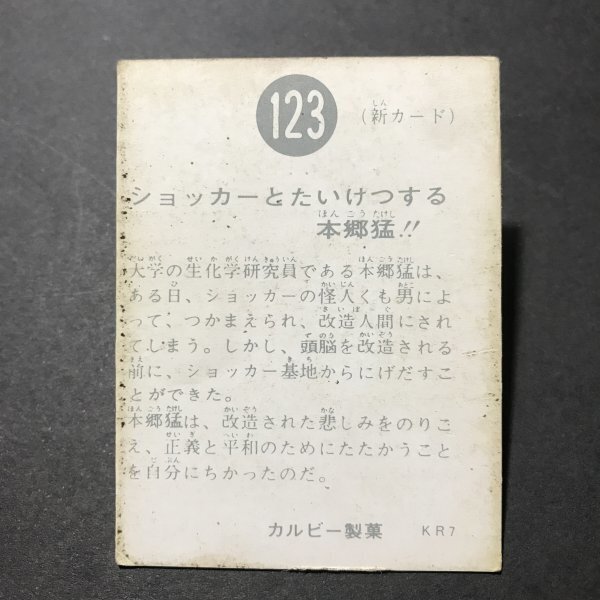 123
(新カード)
ショッカーとたいけつする
本郷猛!!
大学の生化学研究員である本郷猛は、
ある日、ショッカーの怪人くも男によ
って、つかまえられ、改造人間にされ
てしまう。しかし、頭脳を改造される
前に、ショッカー基地からにげだすこ
とができた。
本郷猛は、改造された悲しみをのりこ
え、正義と平和のためにたたかうこと
を自分にちかったのだ。
カルビー製菓 KR7